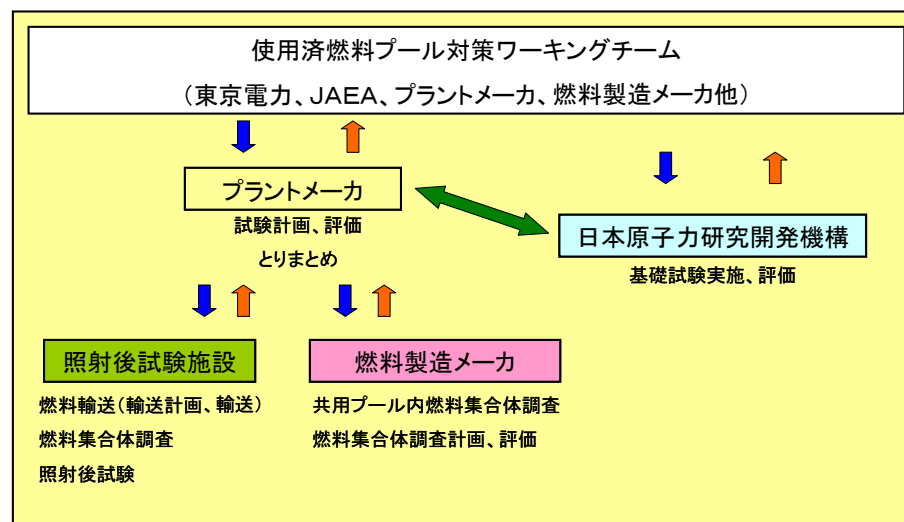 使用済燃料プール対策ワーキングチーム
（東京電力、ＪＡＥＡ、プラントメーカ、燃料製造メーカ他）
プラントメーカ
試験計画、評価
とりまとめ
日本原子力研究開発機構
基礎試験実施、評価
照射後試験施設
燃料輸送（輸送計画、輸送）
燃料集合体調査
照射後試験
燃料製造メーカ
共用プール内燃料集合体調査
燃料集合体調査計画、評価